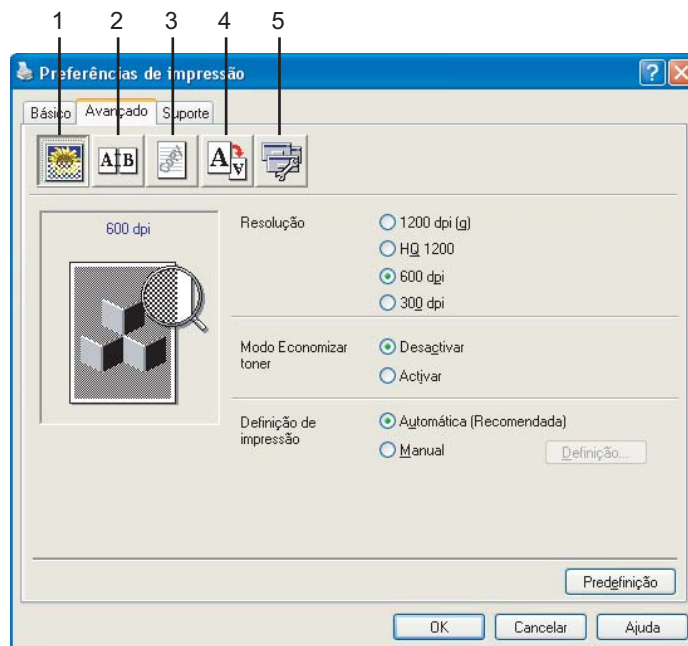 1 2 3 4 5
Preferências de impressão
Básico Avançado Suporte
A B COPY A A
600 dpi
Resolução
1200 dpi (g)
HQ 1200
600 dpi
300 dpi
Modo Economizar
toner
Desactivar
Activar
Definição de
impressão
Automática (Recomendada)
Manual
Definição...
Predefinição
OK Cancelar Ajuda